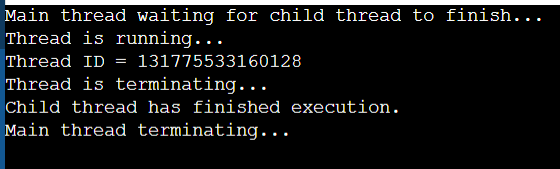 Main thread waiting for child thread to finish...
Thread is running...
Thread ID = 131775533160128
Thread is terminating...
Child thread has finished execution.
Main thread terminating...